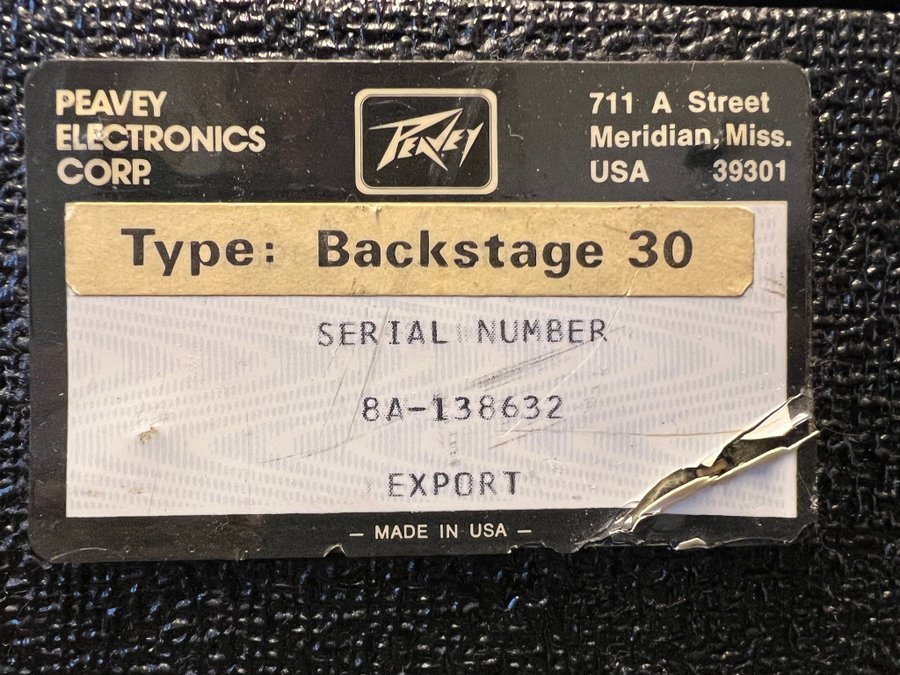 PEAVEY
ELECTRONICS
CORP.
PEAVEY
711 A Street
Meridian, Miss.
USA 39301
Type: Backstage 30
SERIAL NUMBER
8A-138632
EXPORT
— MADE IN USA —